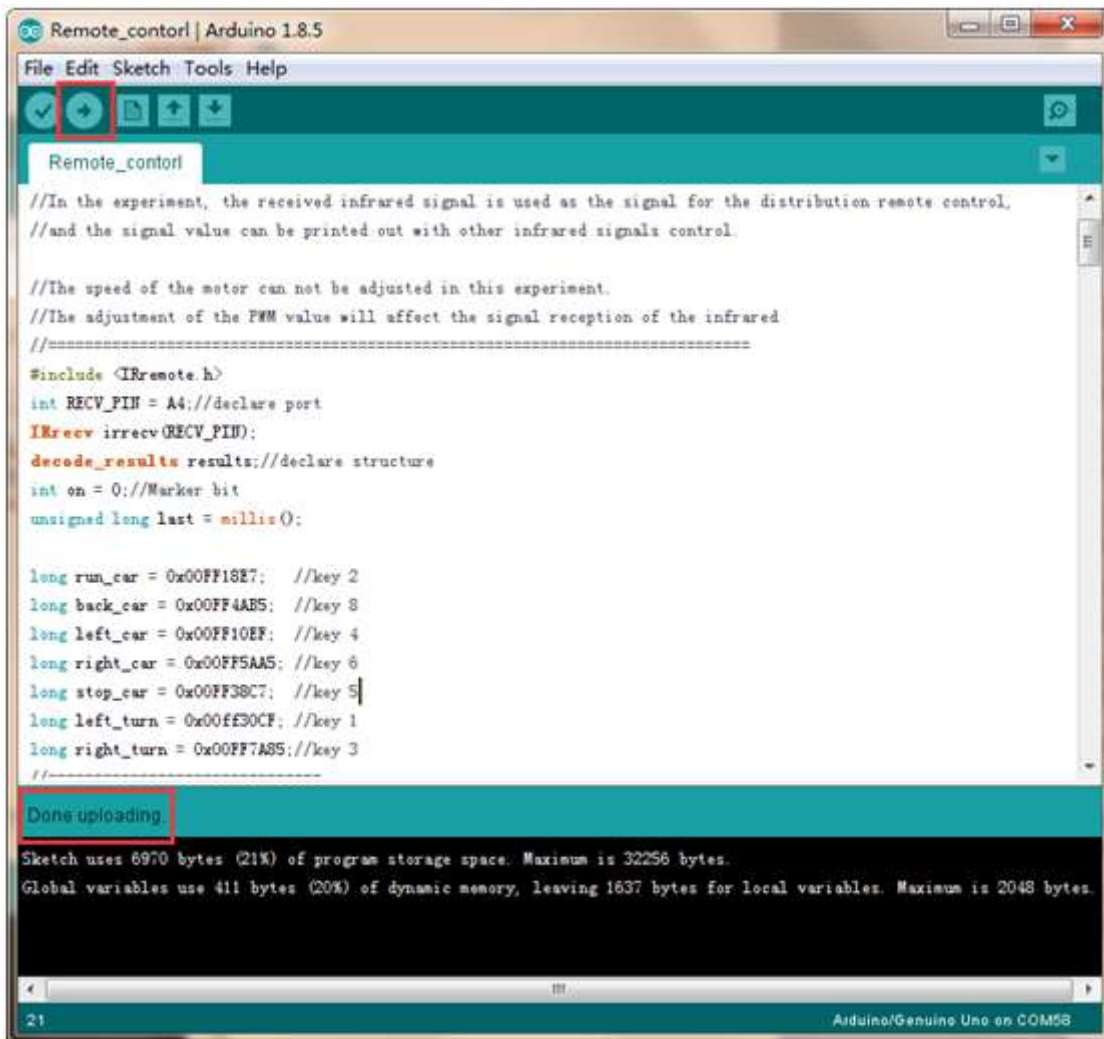 Remote_contorl | Arduino 1.8.5
File Edit Sketch Tools Help
Remote_contorl
//In the experiment, the received infrared signal is used as the signal for the distribution remote control,
//and the signal value can be printed out with other infrared signals control.
//The speed of the motor can not be adjusted in this experiment.
//The adjustment of the PWM value will affect the signal reception of the infrared
//==============================================================================
#include <IRremote.h>
int RECV_PIN = A4;//declare port
IRrecv irrecv(RECV_PIN);
decode_results results;//declare structure
int on = 0;//Marker bit
unsigned long last = millis();
long run_car = 0x00FF18E7;   //key 2
long back_car = 0x00FF4AB5;  //key 8
long left_car = 0x00FF10EF;  //key 4
long right_car = 0x00FF5AA5; //key 6
long stop_car = 0x00FF38C7;  //key 5
long left_turn = 0x00ff30CF; //key 1
long right_turn = 0x00FF7A85;//key 3
//==============================
Done uploading.
Sketch uses 6970 bytes (21%) of program storage space. Maximum is 32256 bytes.
Global variables use 411 bytes (20%) of dynamic memory, leaving 1637 bytes for local variables. Maximum is 2048 bytes.
21 Arduino/Genuino Uno on COM58